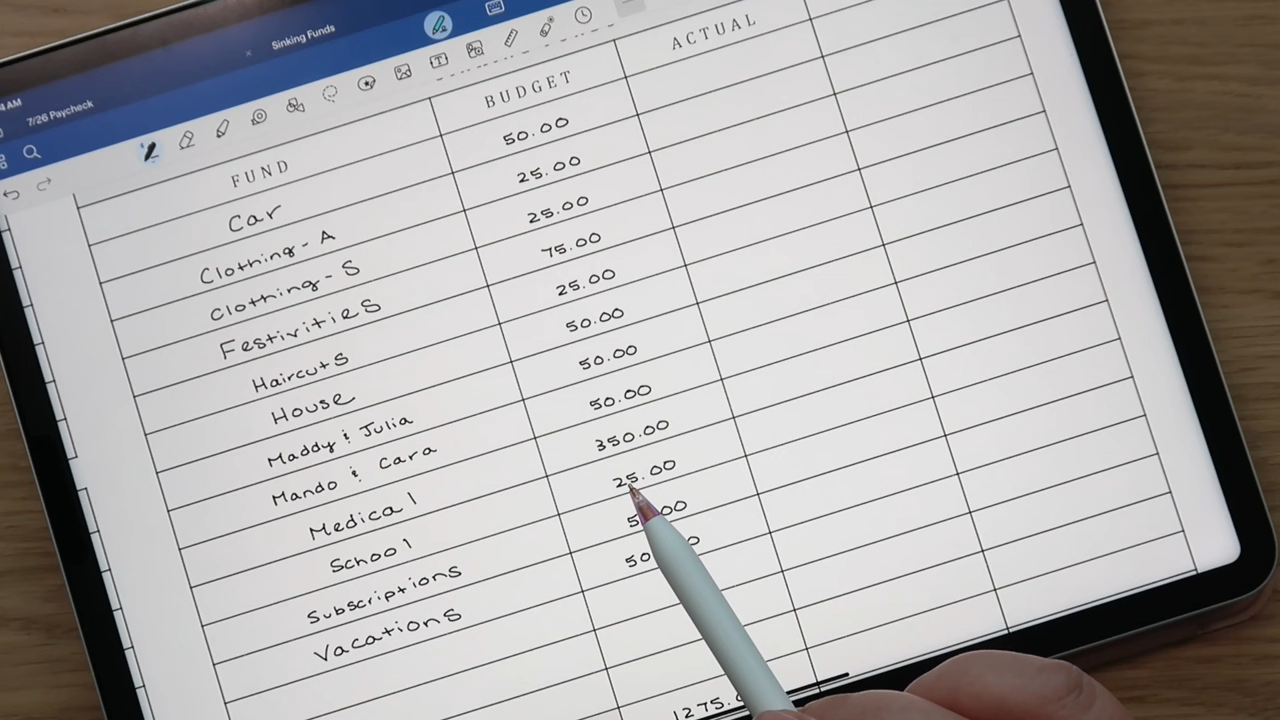 AM
Sinking Funds
7/26 Paycheck
FUND BUDGET ACTUAL
Car 50.00
Clothing - A 25.00
Clothing - S 25.00
Festivities 75.00
Haircuts 25.00
House 50.00
Maddy & Julia 50.00
Mando & Cara 50.00
Medical 350.00
School 25.00
Subscriptions
Vacations
1275.